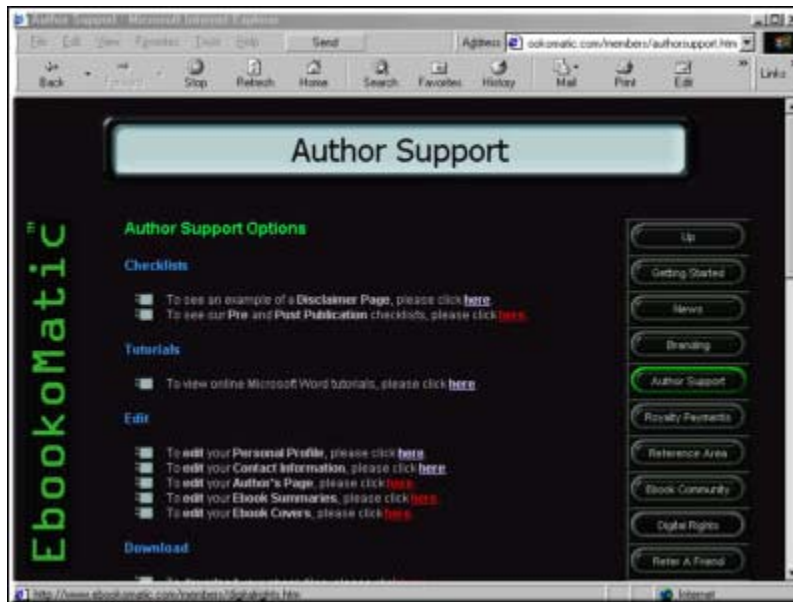 Author Support - Microsoft Internet Explorer
File Edit View Favorites Tools Help Send Address ookomatic.com/members/authorsupport.htm
Back Forward Stop Refresh Home Search Favorites History Mail Print Edit » Links »
Author Support
EbookoMatic™
Author Support Options
Checklists
To see an example of a Disclaimer Page, please click here.
To see our Pre and Post Publication checklists, please click here.
Tutorials
To view online Microsoft Word tutorials, please click here.
Edit
To edit your Personal Profile, please click here.
To edit your Contact Information, please click here.
To edit your Author's Page, please click here.
To edit your Ebook Summaries, please click here.
To edit your Ebook Covers, please click here.
Download
Up
Getting Started
News
Branding
Author Support
Royalty Payments
Reference Area
Ebook Community
Digital Rights
Refer A Friend
http://www.ebookomatic.com/members/digitalrights.htm
Internet